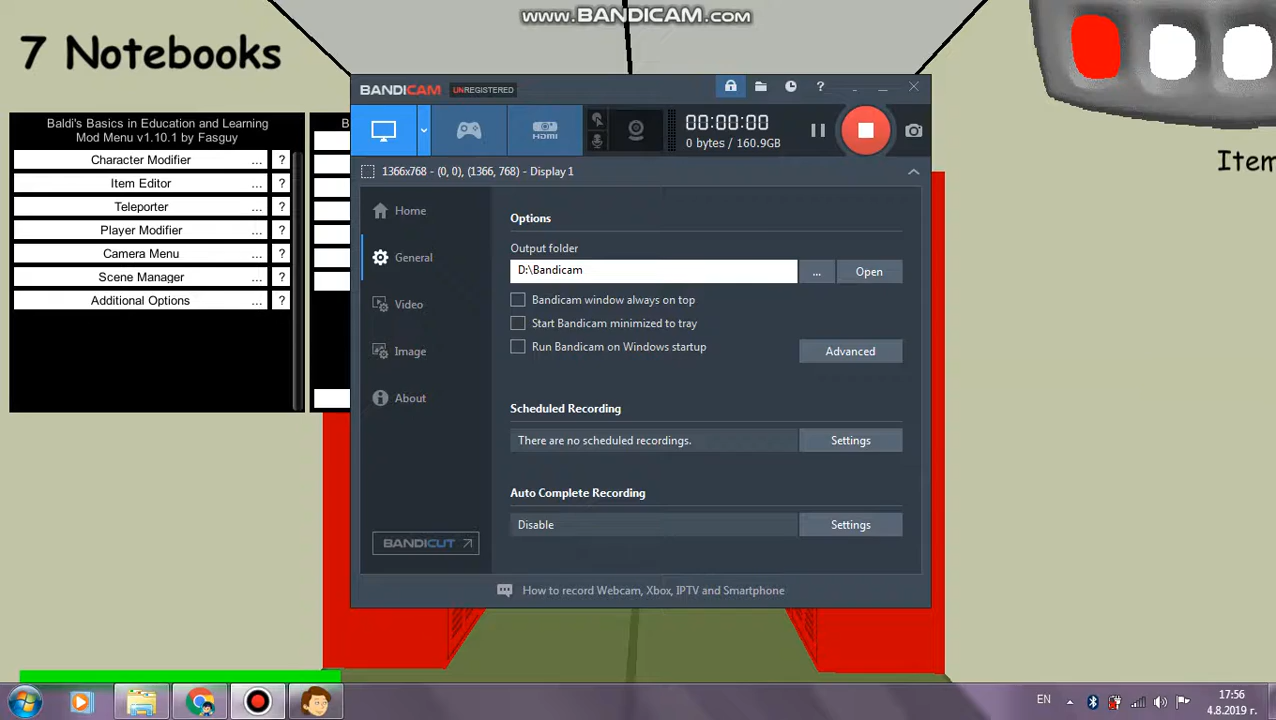 www.BANDICAM.com
7 Notebooks
Item
Baldi's Basics in Education and Learning
Mod Menu v1.10.1 by Fasguy
Character Modifier ... ?
Item Editor ... ?
Teleporter ... ?
Player Modifier ... ?
Camera Menu ... ?
Scene Manager ... ?
Additional Options ... ?
B
BANDICAM UNREGISTERED ?
HDMI
00:00:00
0 bytes / 160.9GB
1366x768 - (0, 0), (1366, 768) - Display 1
Home
General
Video
Image
About
BANDICUT
Options
Output folder
D:\Bandicam ... Open
Bandicam window always on top
Start Bandicam minimized to tray
Run Bandicam on Windows startup
Advanced
Scheduled Recording
There are no scheduled recordings. Settings
Auto Complete Recording
Disable Settings
How to record Webcam, Xbox, IPTV and Smartphone
EN
17:56
4.8.2019 г.